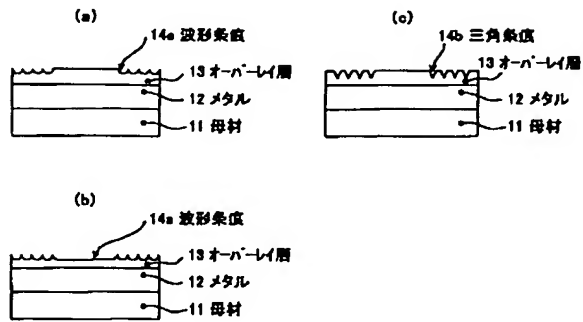 (a)
14a 波形条痕
13 オーバーレイ層
12 メタル
11 母材
(b)
14a 波形条痕
13 オーバーレイ層
12 メタル
11 母材
(c)
14b 三角条痕
13 オーバーレイ層
12 メタル
11 母材